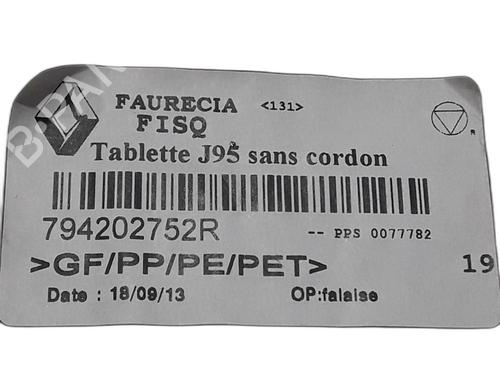 FAURECIA <131>
FISQ
Tablette J95 sans cordon
794202752R -- PPS 0077782
>GF/PP/PE/PET> 19
Date : 18/09/13 OP:falaise